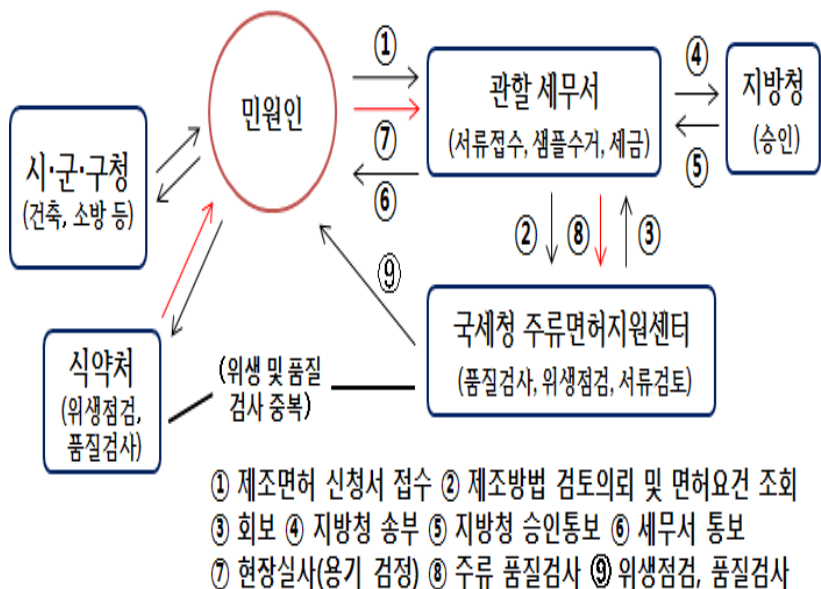 ①
④
민원인
관할 세무서
(서류접수, 샘플수거, 세금)
지방청
(승인)
⑦
⑤
⑥
시·군·구청
(건축, 소방 등)
②
⑧
③
⑨
국세청 주류면허지원센터
(품질검사, 위생점검, 서류검토)
식약처
(위생점검,
품질검사)
(위생 및 품질
검사 중복)
① 제조면허 신청서 접수 ② 제조방법 검토의뢰 및 면허요건 조회
③ 회보 ④ 지방청 송부 ⑤ 지방청 승인통보 ⑥ 세무서 통보
⑦ 현장실사(용기 검정) ⑧ 주류 품질검사 ⑨ 위생점검, 품질검사